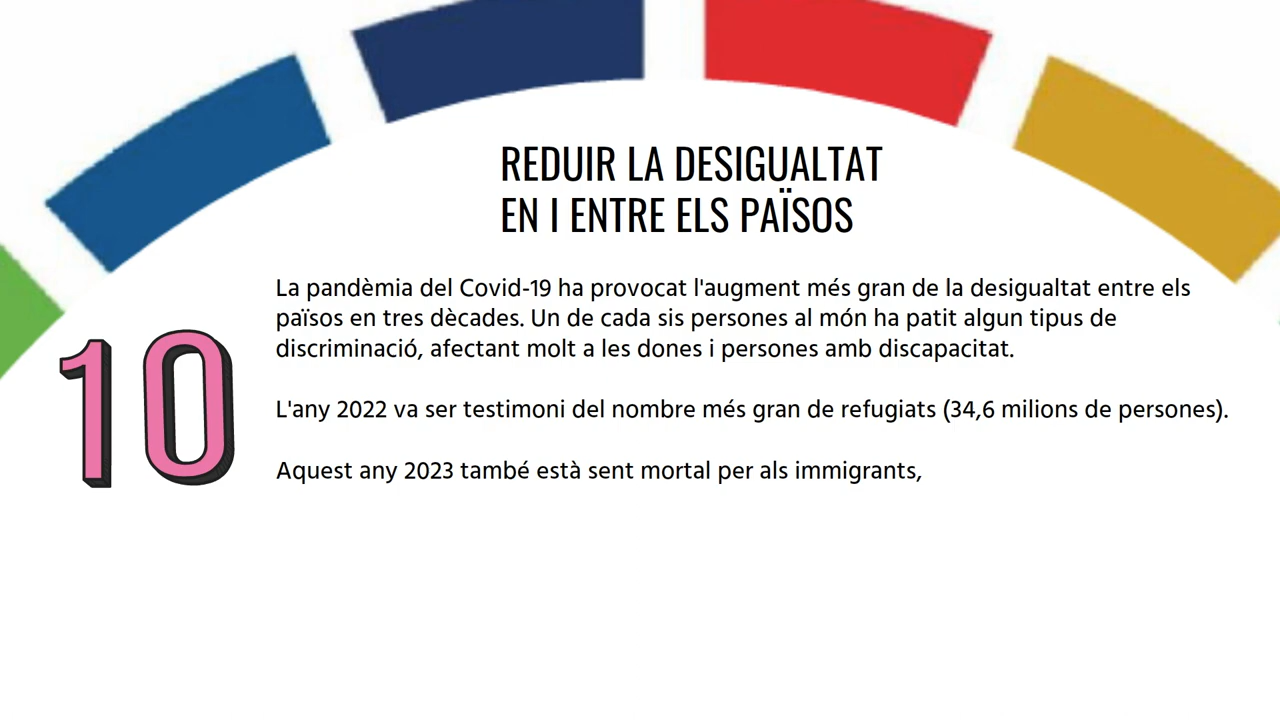 REDUIR LA DESIGUALTAT
EN I ENTRE ELS PAÏSOS
La pandèmia del Covid-19 ha provocat l'augment més gran de la desigualtat entre els
països en tres dècades. Un de cada sis persones al món ha patit algun tipus de
discriminació, afectant molt a les dones i persones amb discapacitat.
10
L'any 2022 va ser testimoni del nombre més gran de refugiats (34,6 milions de persones).
Aquest any 2023 també està sent mortal per als immigrants,